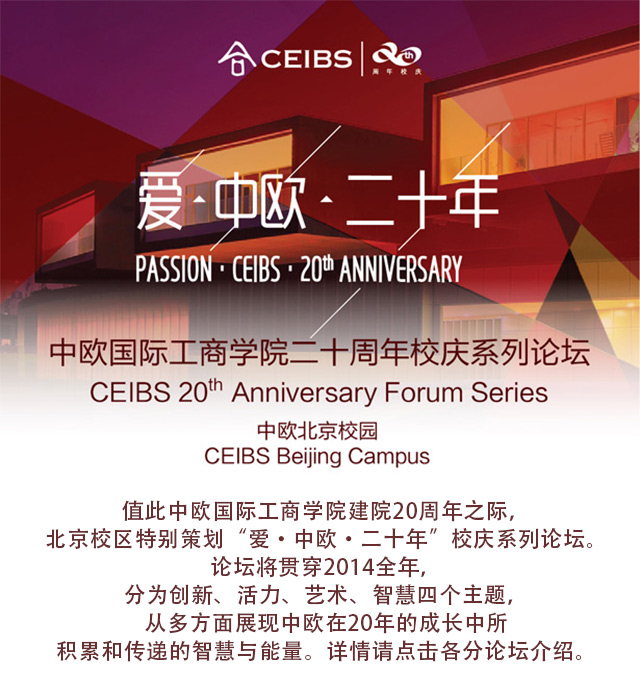 CEIBS 20th
周年校庆
爱·中欧·二十年
PASSION · CEIBS · 20th ANNIVERSARY
中欧国际工商学院二十周年校庆系列论坛
CEIBS 20th Anniversary Forum Series
中欧北京校园
CEIBS Beijing Campus
值此中欧国际工商学院建院20周年之际,
北京校区特别策划“爱·中欧·二十年”校庆系列论坛。
论坛将贯穿2014全年,
分为创新、活力、艺术、智慧四个主题,
从多方面展现中欧在20年的成长中所
积累和传递的智慧与能量。详情请点击各分论坛介绍。